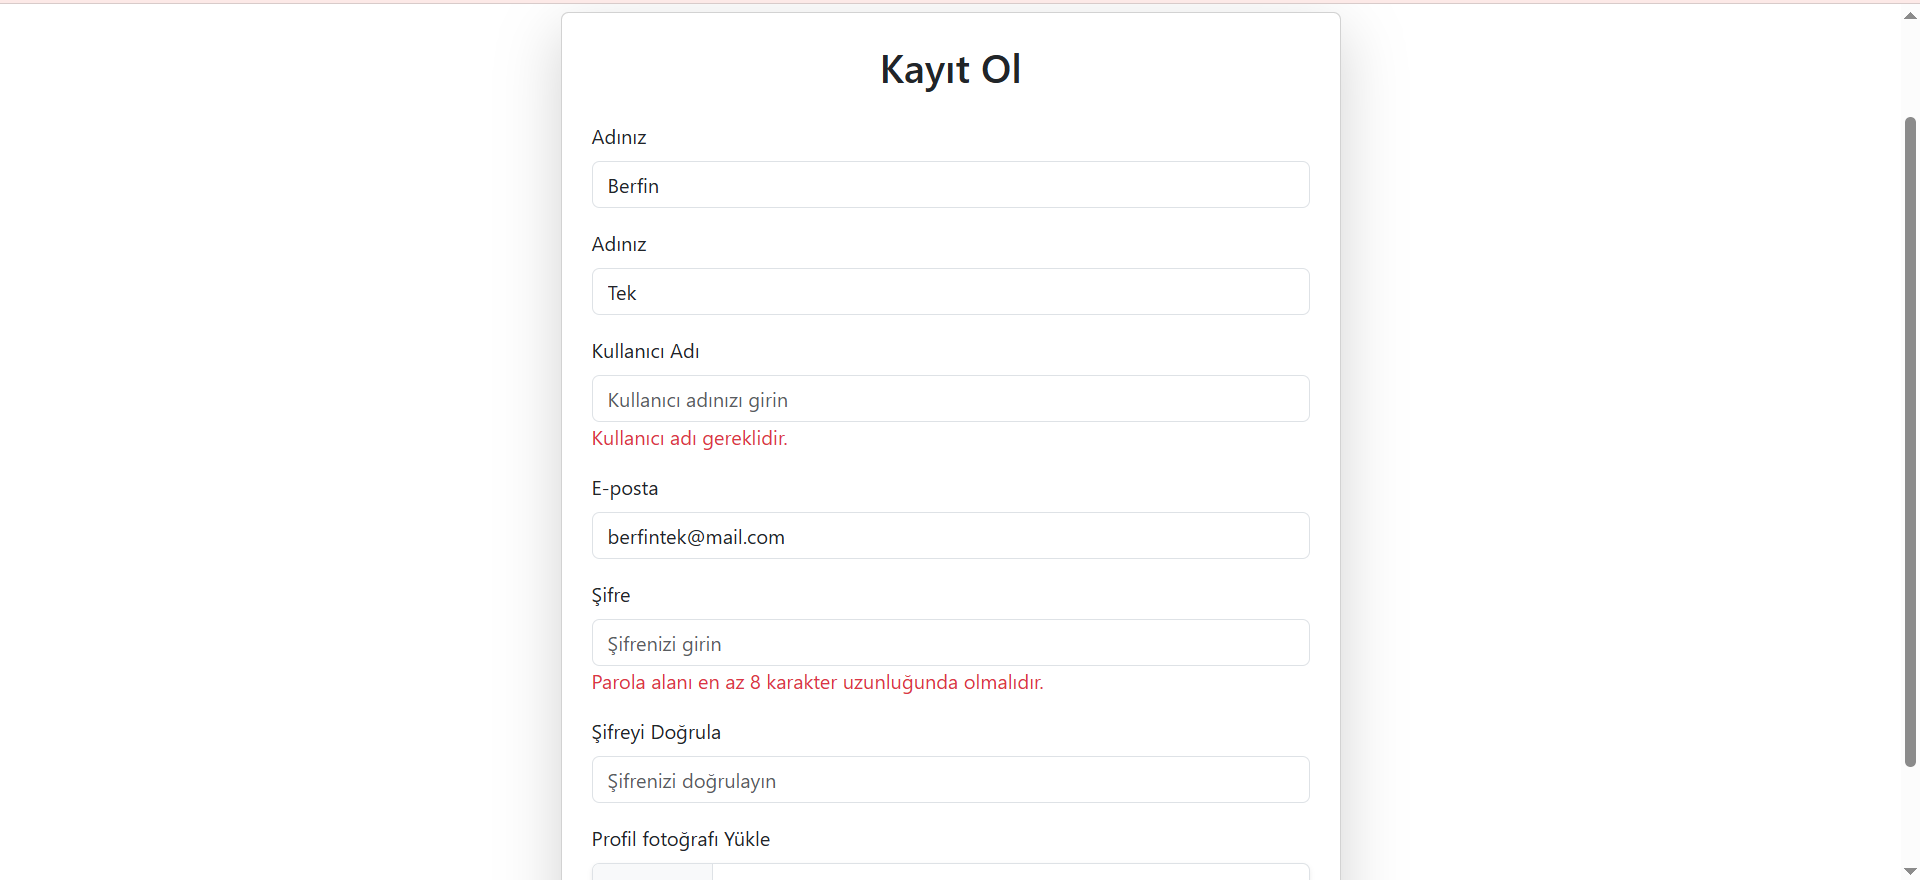 Kayıt Ol
Adınız
Berfin
Adınız
Tek
Kullanıcı Adı
Kullanıcı adınızı girin
Kullanıcı adı gereklidir.
E-posta
berfintek@mail.com
Şifre
Şifrenizi girin
Parola alanı en az 8 karakter uzunluğunda olmalıdır.
Şifreyi Doğrula
Şifrenizi doğrulayın
Profil fotoğrafı Yükle